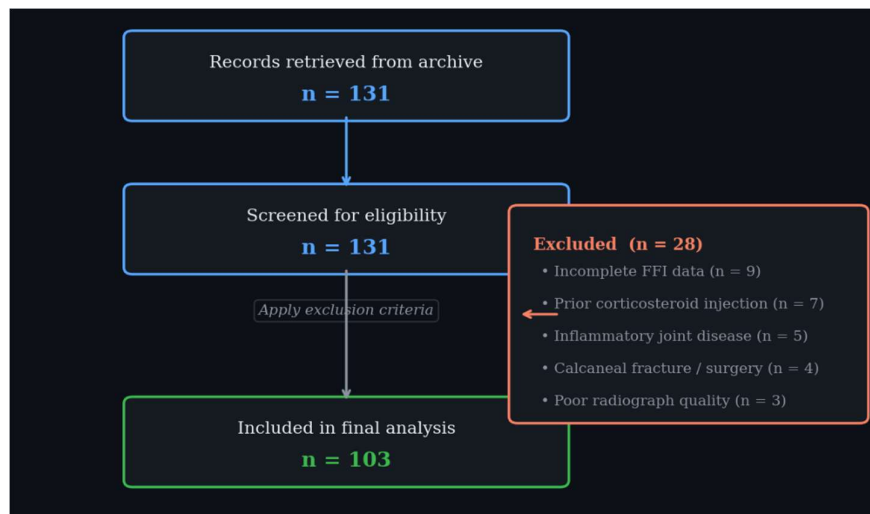 Records retrieved from archive
n = 131
Screened for eligibility
n = 131
Apply exclusion criteria
Excluded (n = 28)
• Incomplete FFI data (n = 9)
• Prior corticosteroid injection (n = 7)
• Inflammatory joint disease (n = 5)
• Calcaneal fracture / surgery (n = 4)
• Poor radiograph quality (n = 3)
Included in final analysis
n = 103